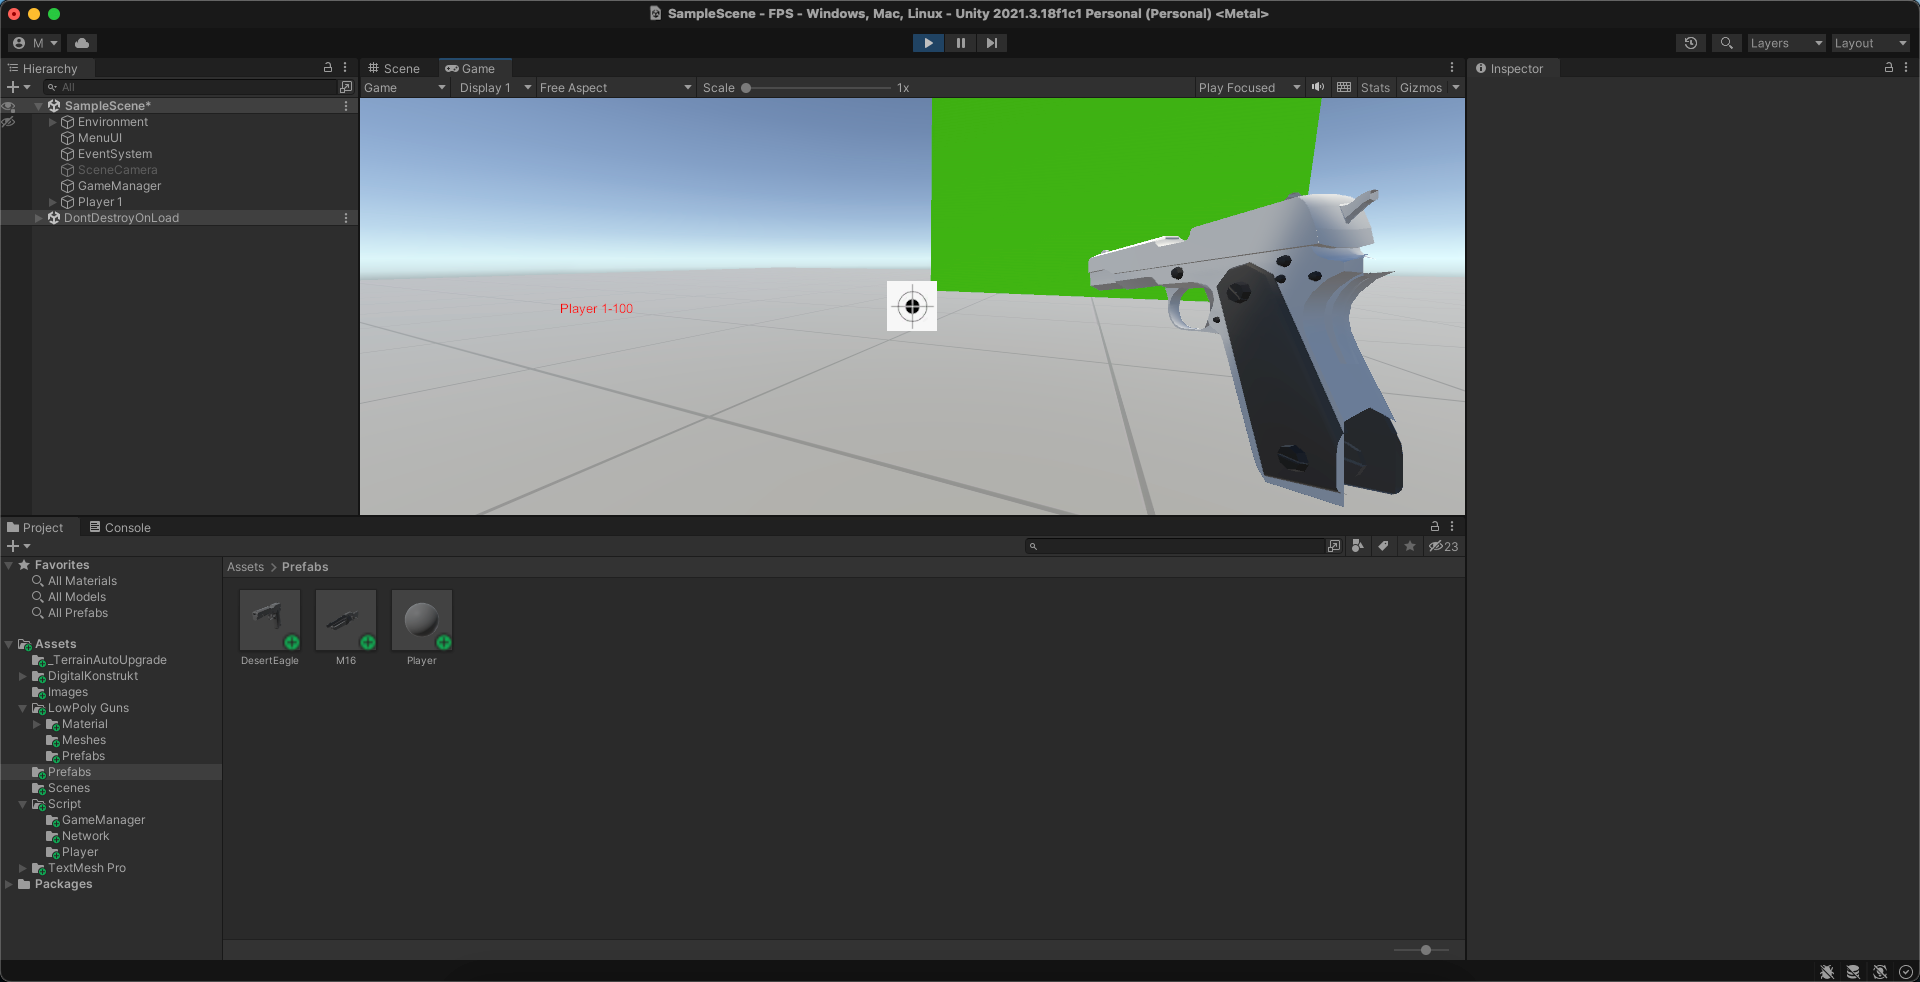 SampleScene - FPS - Windows, Mac, Linux - Unity 2021.3.18f1c1 Personal (Personal) <Metal>
M
Layers
Layout
Hierarchy
All
SampleScene*
Environment
MenuUI
EventSystem
SceneCamera
GameManager
Player 1
DontDestroyOnLoad
Scene
Game
Game
Display 1
Free Aspect
Scale
1x
Play Focused
Stats
Gizmos
Player 1-100
Inspector
Project
Console
23
Favorites
All Materials
All Models
All Prefabs
Assets
_TerrainAutoUpgrade
DigitalKonstrukt
Images
LowPoly Guns
Material
Meshes
Prefabs
Prefabs
Scenes
Script
GameManager
Network
Player
TextMesh Pro
Packages
Assets > Prefabs
DesertEagle
M16
Player